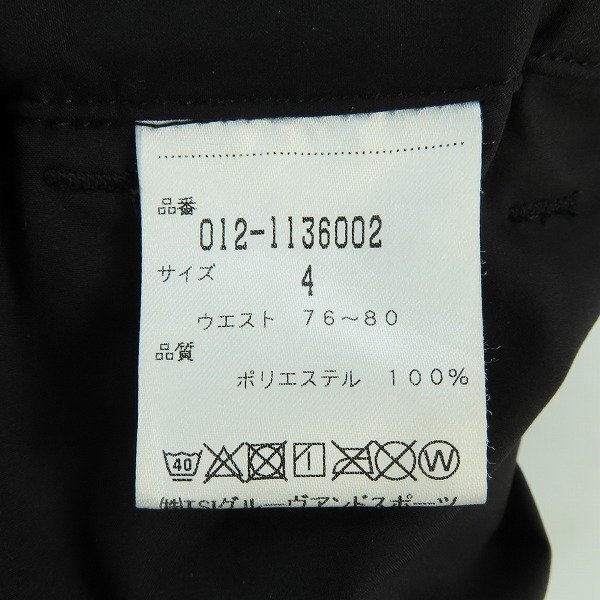 品番
012-1136002
サイズ
4
ウエスト 76~80
品質
ポリエステル 100%
40 W
㈱TSIグルーヴアンドスポーツ